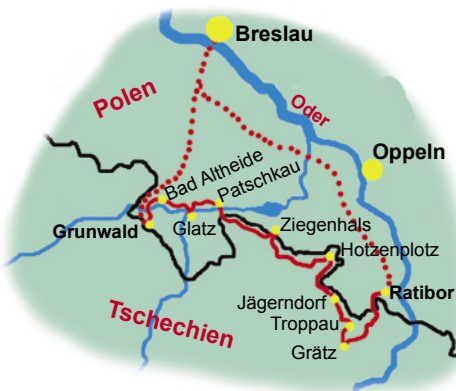 Breslau
Polen
Oder
Oppeln
Bad Altheide
Patschkau
Grunwald
Glatz
Ziegenhals
Hotzenplotz
Ratibor
Jägerndorf
Tschechien
Troppau
Grätz